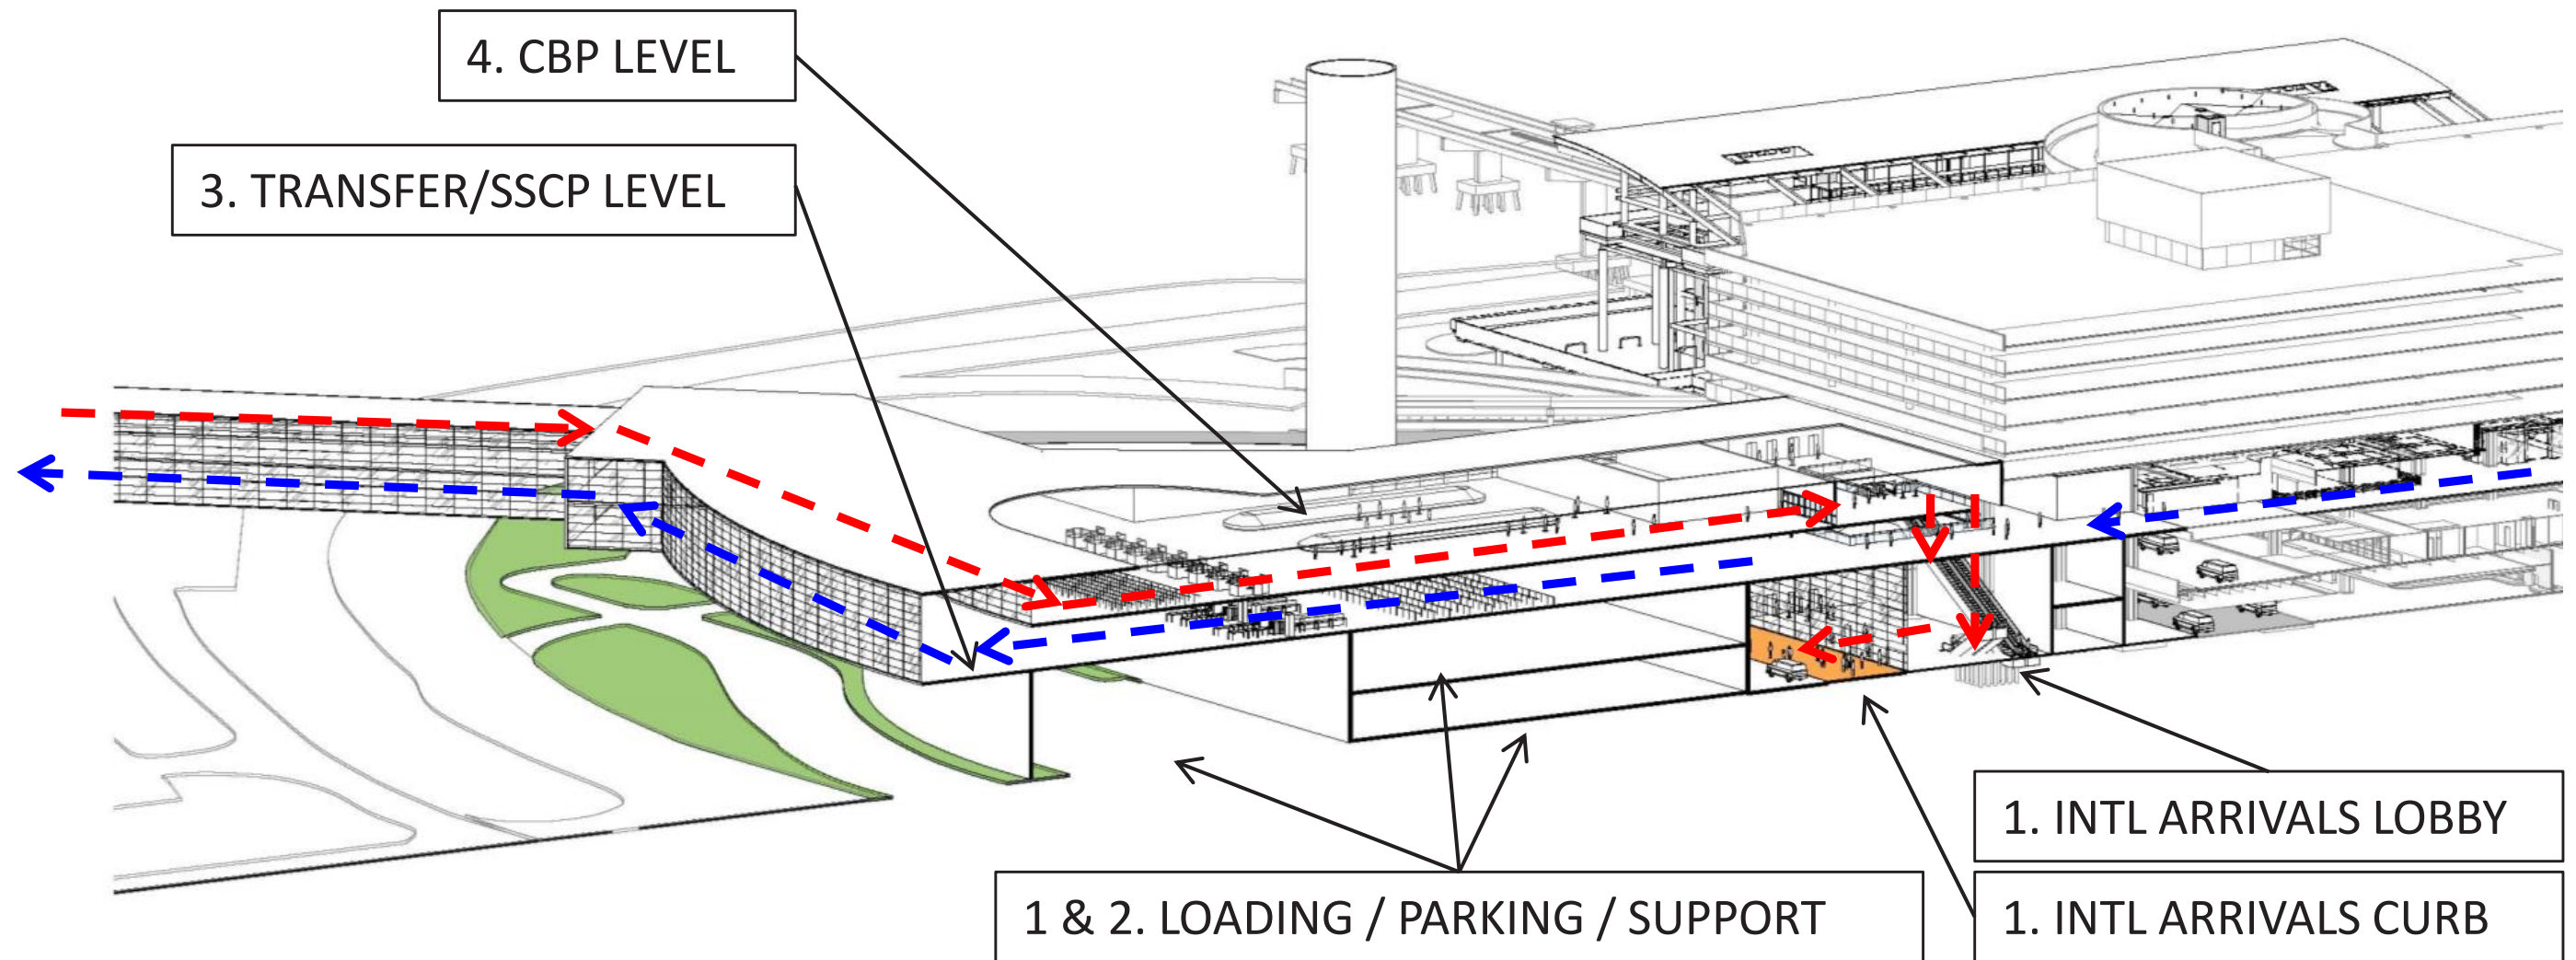 4. CBP LEVEL
3. TRANSFER/SSCP LEVEL
1. INTL ARRIVALS LOBBY
1 & 2. LOADING / PARKING / SUPPORT
1. INTL ARRIVALS CURB